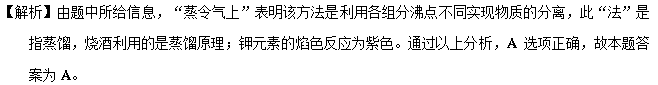 【解析】由题中所给信息，“蒸令气上”表明该方法是利用各组分沸点不同实现物质的分离，此“法”是
指蒸馏，烧酒利用的是蒸馏原理；钾元素的焰色反应为紫色。通过以上分析，A 选项正确，故本题答
案为 A。